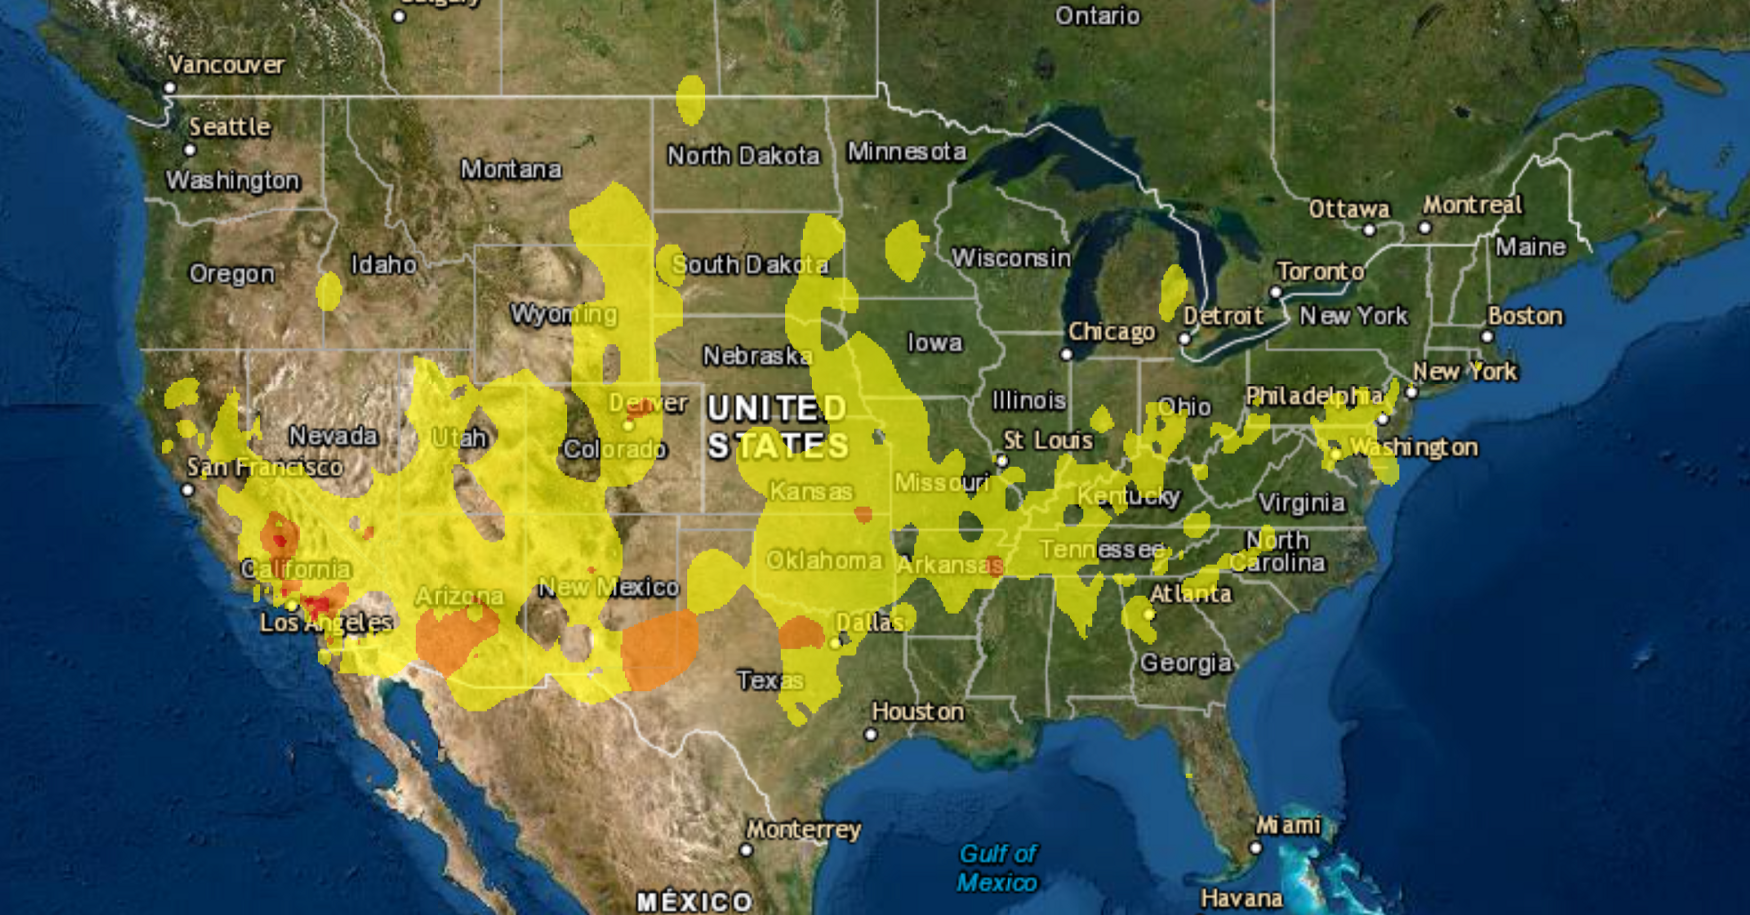 Calgary
Ontario
Vancouver
Seattle
Washington
Montana
North Dakota
Minnesota
Ottawa
Montreal
Maine
Oregon
Idaho
South Dakota
Wisconsin
Toronto
Wyoming
Chicago
Detroit
New York
Boston
Nebraska
Iowa
New York
Denver
UNITED
STATES
Illinois
Ohio
Philadelphia
Nevada
Utah
Colorado
St Louis
Washington
San Francisco
Kansas
Missouri
Kentucky
Virginia
California
Arizona
New Mexico
Oklahoma
Arkansas
Tennessee
North
Carolina
Los Angeles
Dallas
Atlanta
Texas
Georgia
Houston
Monterrey
Gulf of
Mexico
Miami
MÉXICO
Havana